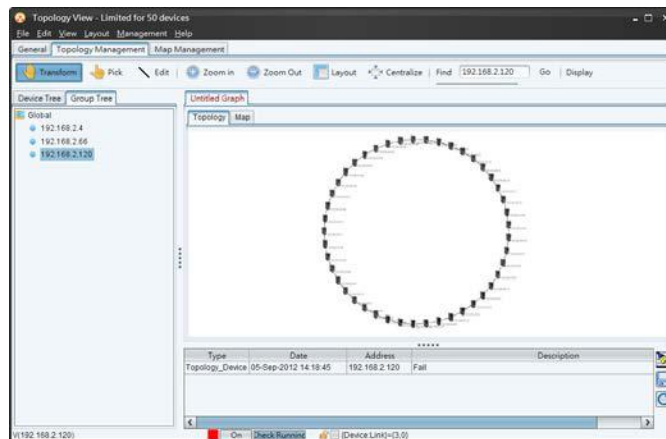 Topology View - Limited for 50 devices
File Edit View Layout Management Help
General Topology Management Map Management
Transform Pick Edit Zoom in Zoom Out Layout Centralize Find 192.168.2.120 Go Display
Device Tree Group Tree
Untitled Graph
Global
Topology Map
192.168.2.4
192.168.2.66
192.168.2.120
Type Date Address Description
Topology_Device 05-Sep-2012 14:18:45 192.168.2.120 Fail
V(192.168.2.120) On Check Running (Device:Link)=(3,0)